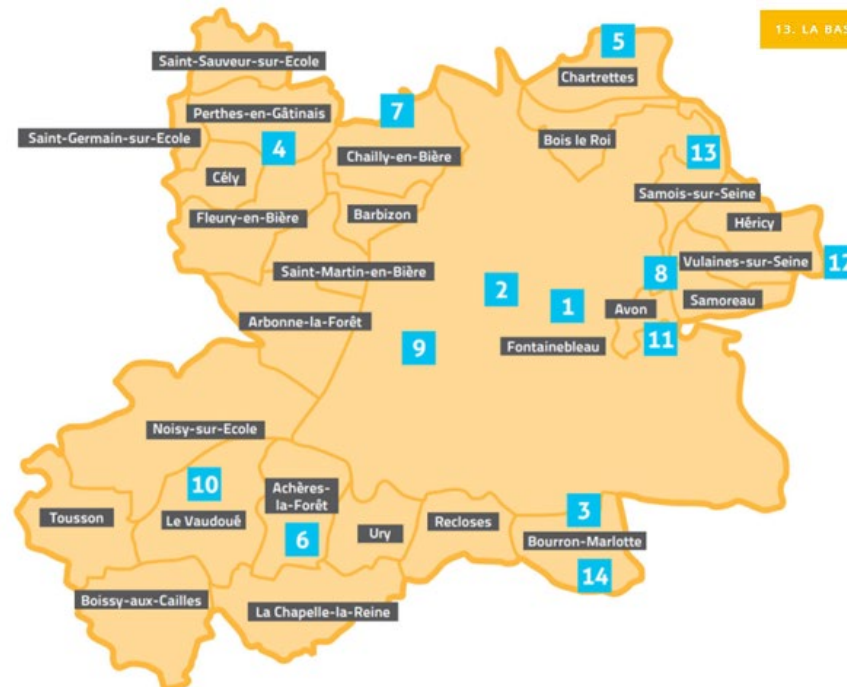 13. LA BAS
5
Saint-Sauveur-sur-Ecole
Chartrettes
7
Perthes-en-Gâtinais
Saint-Germain-sur-Ecole
Bois le Roi
4
Chailly-en-Bière
13
Cély
Samois-sur-Seine
Fleury-en-Bière
Barbizon
Héricy
Vulaines-sur-Seine
12
Saint-Martin-en-Bière
8
2
Samoreau
1
Avon
Arbonne-la-Forêt
11
9
Fontainebleau
Noisy-sur-Ecole
10
Achères-
la-Forêt
3
Tousson
Le Vaudoué
Recloses
Ury
6
Bourron-Marlotte
14
Boissy-aux-Cailles
La Chapelle-la-Reine